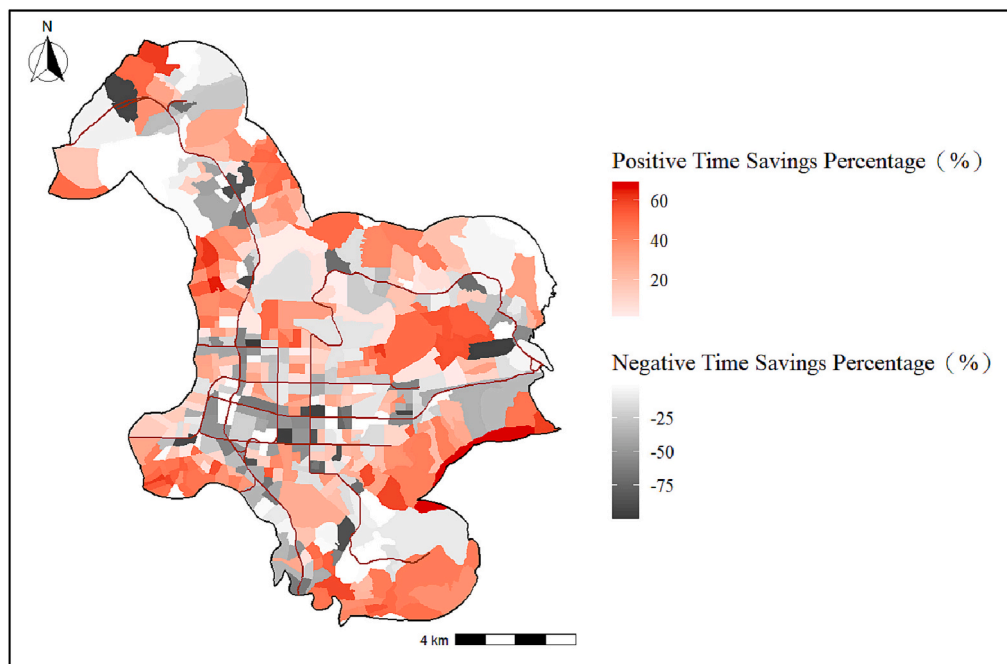 N
Positive Time Savings Percentage（%）
60
40
20
Negative Time Savings Percentage（%）
-25
-50
-75
4 km